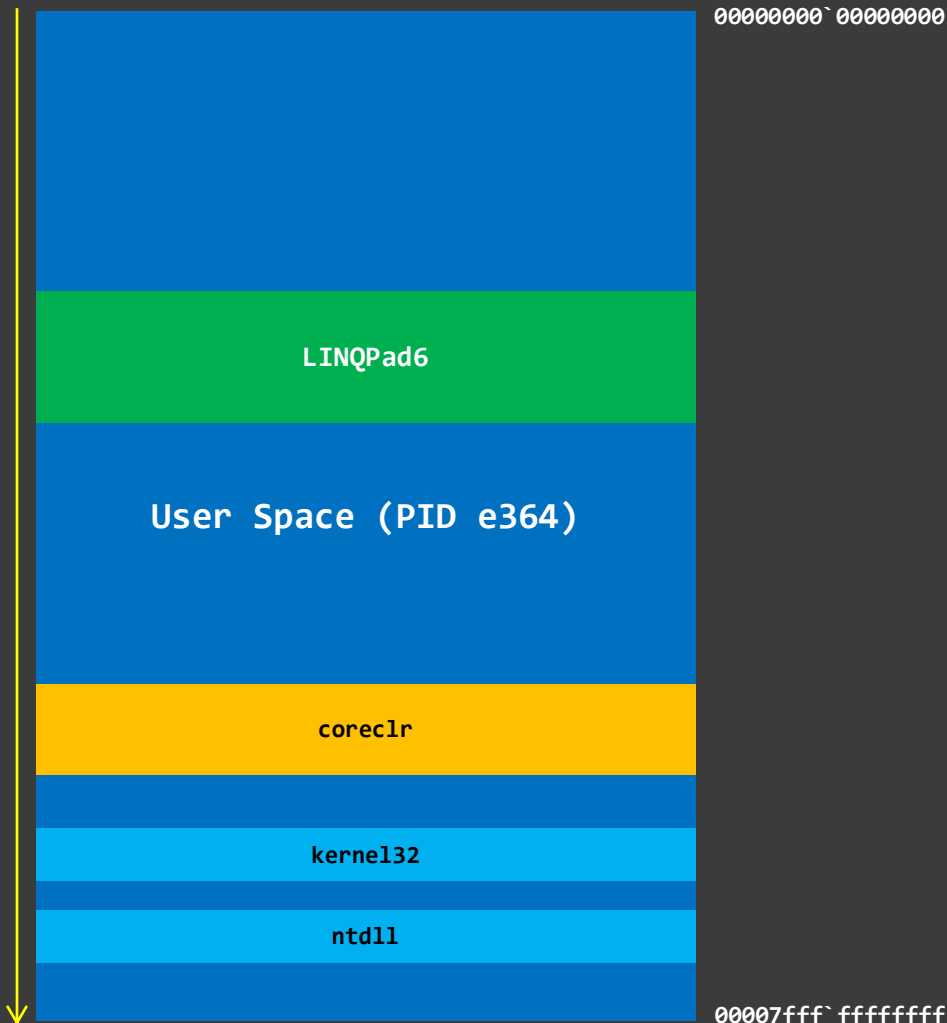 00000000`00000000
LINQPad6
User Space (PID e364)
coreclr
kernel32
ntdll
00007fff`ffffffff